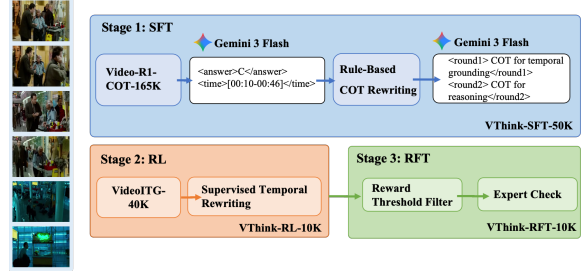 Stage 1: SFT
Gemini 3 Flash
Gemini 3 Flash
Video-R1-
COT-165K
<answer>C</answer>
<time>[00:10-00:46]</time>
Rule-Based
COT Rewriting
<round1> COT for temporal
grounding</round1>
<round2> COT for
reasoning</round2>
VThink-SFT-50K
Stage 2: RL
VideoITG-
40K
Supervised Temporal
Rewriting
VThink-RL-10K
Stage 3: RFT
Reward
Threshold Filter
Expert Check
VThink-RFT-10K